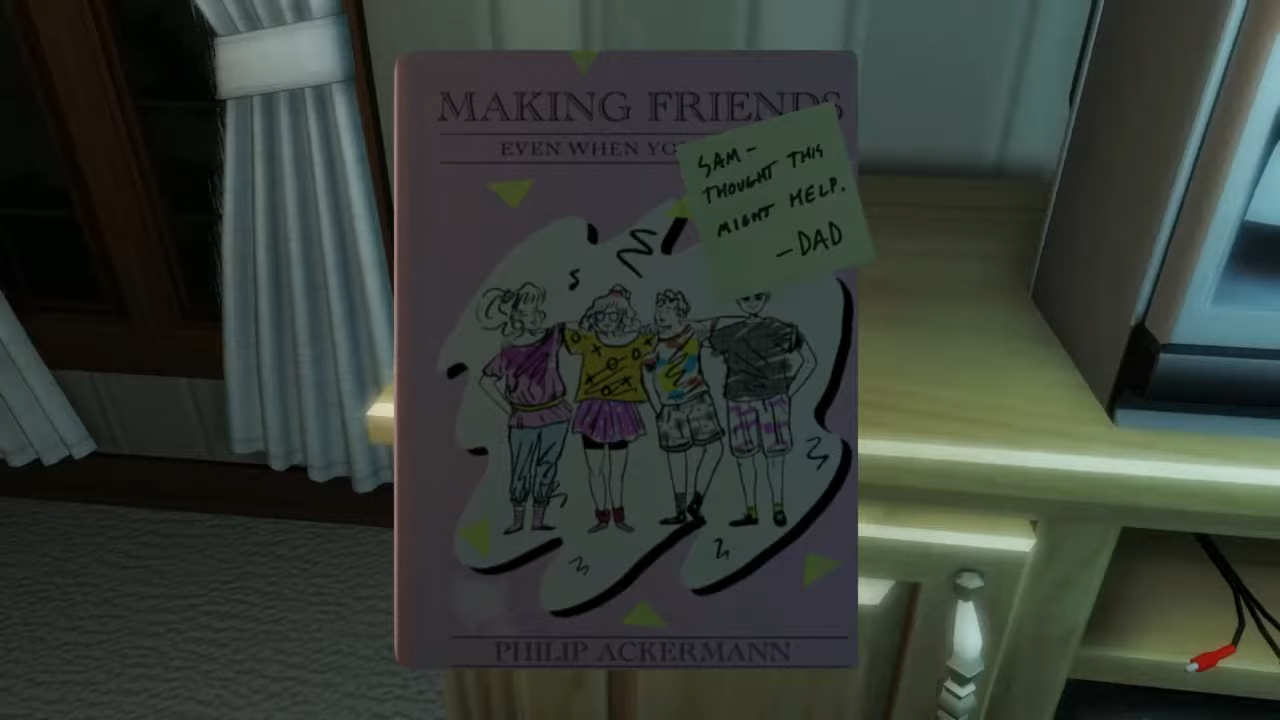 MAKING FRIENDS
EVEN WHEN YO
SAM-
THOUGHT THIS
MIGHT HELP.
-DAD
PHILIP ACKERMANN